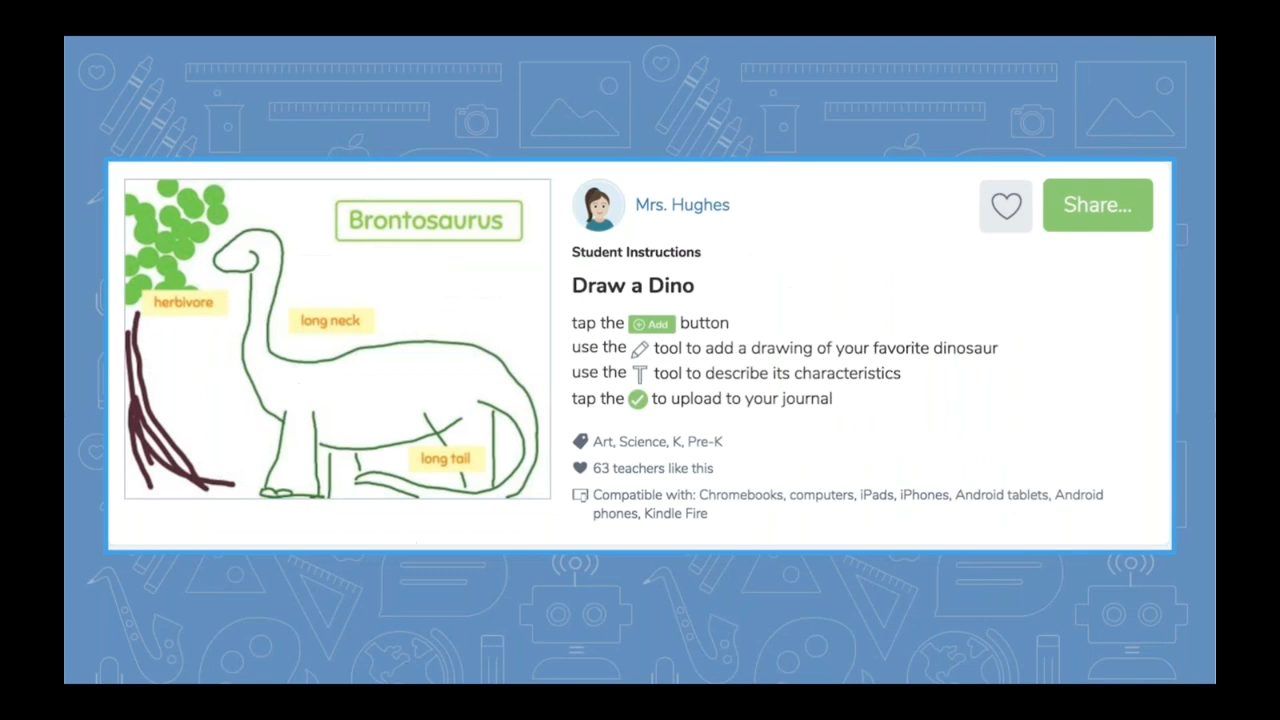 Brontosaurus
herbivore
long neck
long tail
Mrs. Hughes
Share...
Student Instructions
Draw a Dino
tap the Add button
use the tool to add a drawing of your favorite dinosaur
use the tool to describe its characteristics
tap the to upload to your journal
Art, Science, K, Pre-K
63 teachers like this
Compatible with: Chromebooks, computers, iPads, iPhones, Android tablets, Android
phones, Kindle Fire